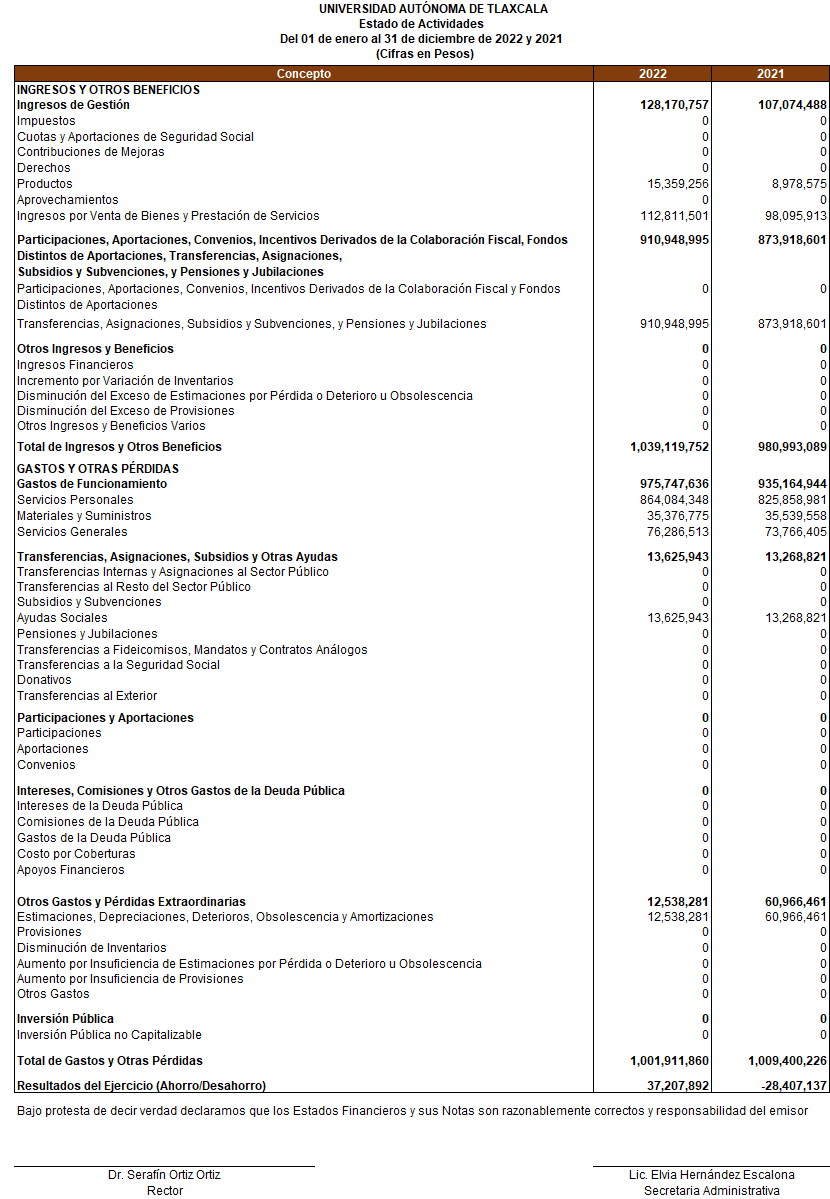 UNIVERSIDAD AUTÓNOMA DE TLAXCALA
Estado de Actividades
Del 01 de enero al 31 de diciembre de 2022 y 2021
(Cifras en Pesos)
Concepto 2022 2021
INGRESOS Y OTROS BENEFICIOS
Ingresos de Gestión 128,170,757 107,074,488
Impuestos 0 0
Cuotas y Aportaciones de Seguridad Social 0 0
Contribuciones de Mejoras 0 0
Derechos 0 0
Productos 15,359,256 8,978,575
Aprovechamientos 0 0
Ingresos por Venta de Bienes y Prestación de Servicios 112,811,501 98,095,913
Participaciones, Aportaciones, Convenios, Incentivos Derivados de la Colaboración Fiscal, Fondos 910,948,995 873,918,601
Distintos de Aportaciones, Transferencias, Asignaciones,
Subsidios y Subvenciones, y Pensiones y Jubilaciones
Participaciones, Aportaciones, Convenios, Incentivos Derivados de la Colaboración Fiscal y Fondos 0 0
Distintos de Aportaciones
Transferencias, Asignaciones, Subsidios y Subvenciones, y Pensiones y Jubilaciones 910,948,995 873,918,601
Otros Ingresos y Beneficios 0 0
Ingresos Financieros 0 0
Incremento por Variación de Inventarios 0 0
Disminución del Exceso de Estimaciones por Pérdida o Deterioro u Obsolescencia 0 0
Disminución del Exceso de Provisiones 0 0
Otros Ingresos y Beneficios Varios 0 0
Total de Ingresos y Otros Beneficios 1,039,119,752 980,993,089
GASTOS Y OTRAS PÉRDIDAS
Gastos de Funcionamiento 975,747,636 935,164,944
Servicios Personales 864,084,348 825,858,981
Materiales y Suministros 35,376,775 35,539,558
Servicios Generales 76,286,513 73,766,405
Transferencias, Asignaciones, Subsidios y Otras Ayudas 13,625,943 13,268,821
Transferencias Internas y Asignaciones al Sector Público 0 0
Transferencias al Resto del Sector Público 0 0
Subsidios y Subvenciones 0 0
Ayudas Sociales 13,625,943 13,268,821
Pensiones y Jubilaciones 0 0
Transferencias a Fideicomisos, Mandatos y Contratos Análogos 0 0
Transferencias a la Seguridad Social 0 0
Donativos 0 0
Transferencias al Exterior 0 0
Participaciones y Aportaciones 0 0
Participaciones 0 0
Aportaciones 0 0
Convenios 0 0
Intereses, Comisiones y Otros Gastos de la Deuda Pública 0 0
Intereses de la Deuda Pública 0 0
Comisiones de la Deuda Pública 0 0
Gastos de la Deuda Pública 0 0
Costo por Coberturas 0 0
Apoyos Financieros 0 0
Otros Gastos y Pérdidas Extraordinarias 12,538,281 60,966,461
Estimaciones, Depreciaciones, Deterioros, Obsolescencia y Amortizaciones 12,538,281 60,966,461
Provisiones 0 0
Disminución de Inventarios 0 0
Aumento por Insuficiencia de Estimaciones por Pérdida o Deterioro u Obsolescencia 0 0
Aumento por Insuficiencia de Provisiones 0 0
Otros Gastos 0 0
Inversión Pública 0 0
Inversión Pública no Capitalizable 0 0
Total de Gastos y Otras Pérdidas 1,001,911,860 1,009,400,226
Resultados del Ejercicio (Ahorro/Desahorro) 37,207,892 -28,407,137
Bajo protesta de decir verdad declaramos que los Estados Financieros y sus Notas son razonablemente correctos y responsabilidad del emisor
Dr. Serafín Ortiz Ortiz Lic. Elvia Hernández Escalona
Rector Secretaria Administrativa